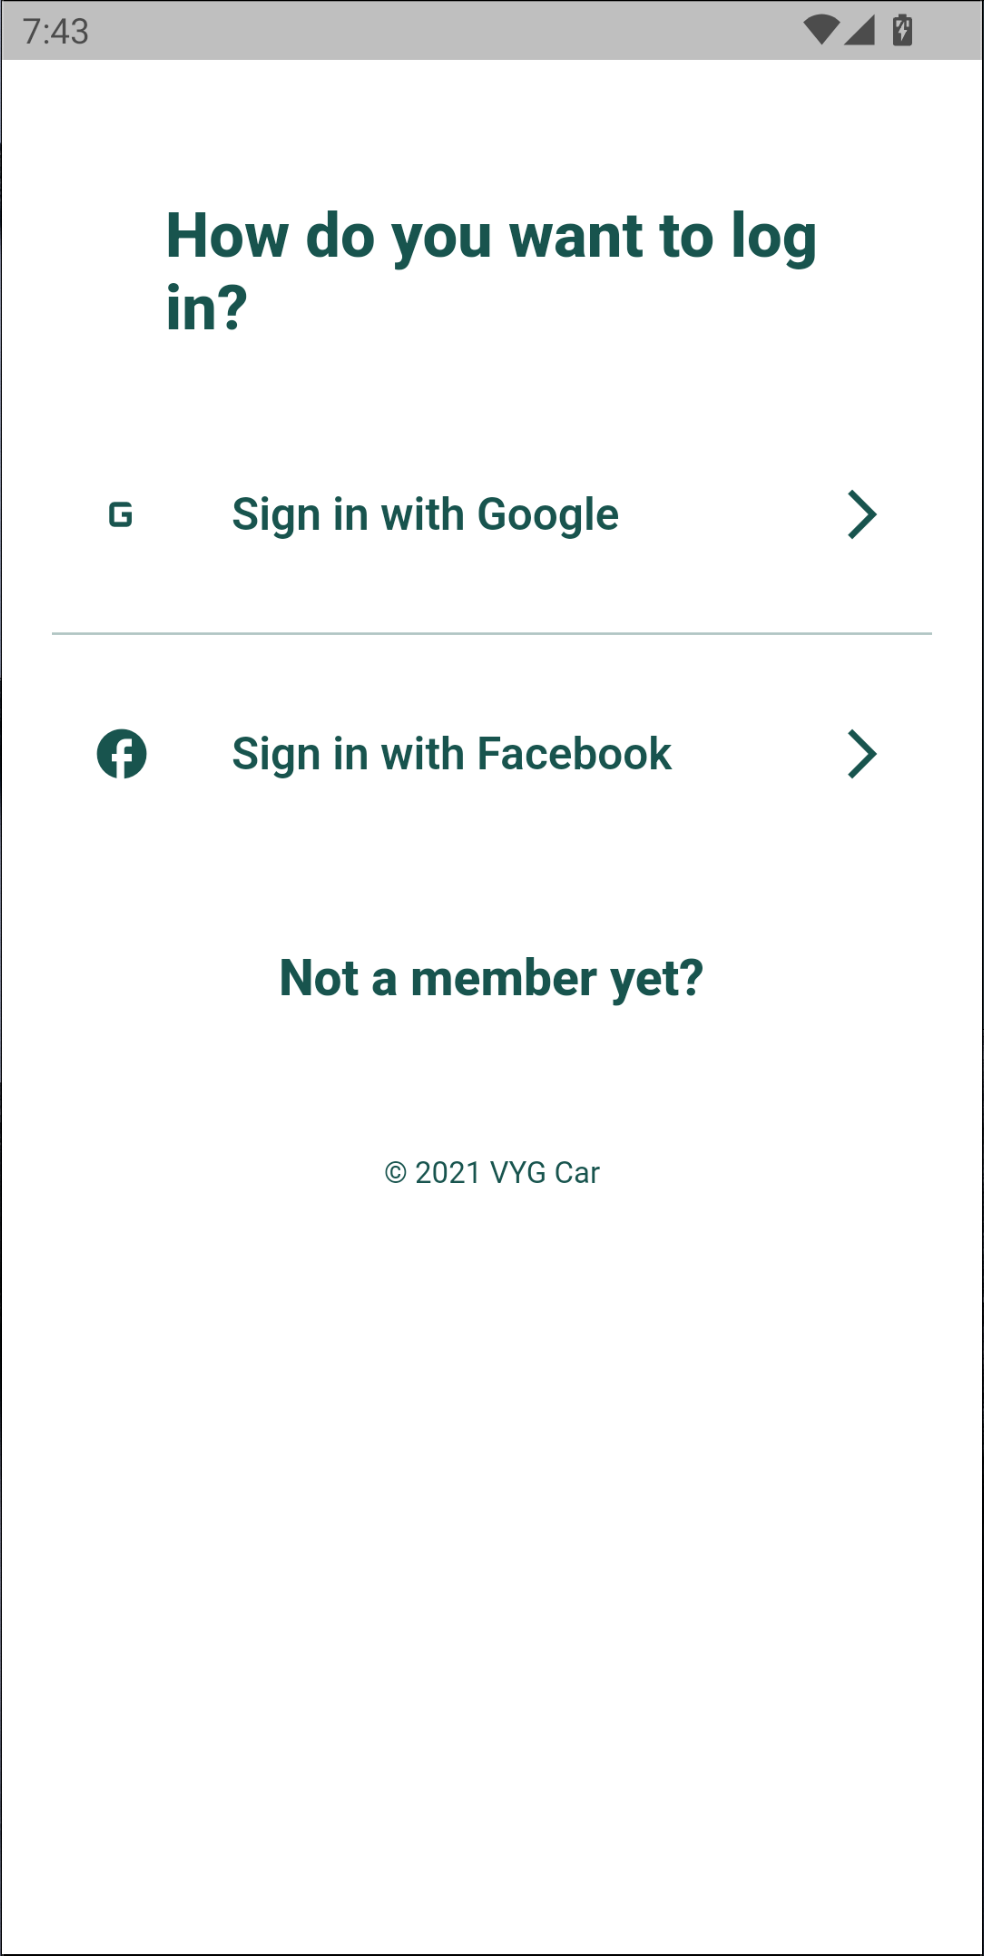 7:43
How do you want to log
in?
G
Sign in with Google
Sign in with Facebook
Not a member yet?
© 2021 VYG Car